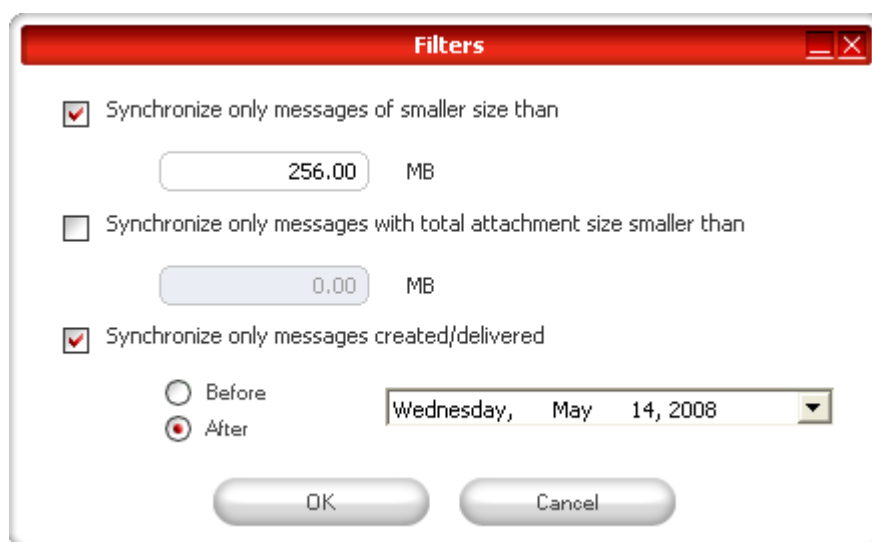 Filters
Synchronize only messages of smaller size than
256.00 MB
Synchronize only messages with total attachment size smaller than
0.00 MB
Synchronize only messages created/delivered
Before
Wednesday, May 14, 2008
After
OK Cancel